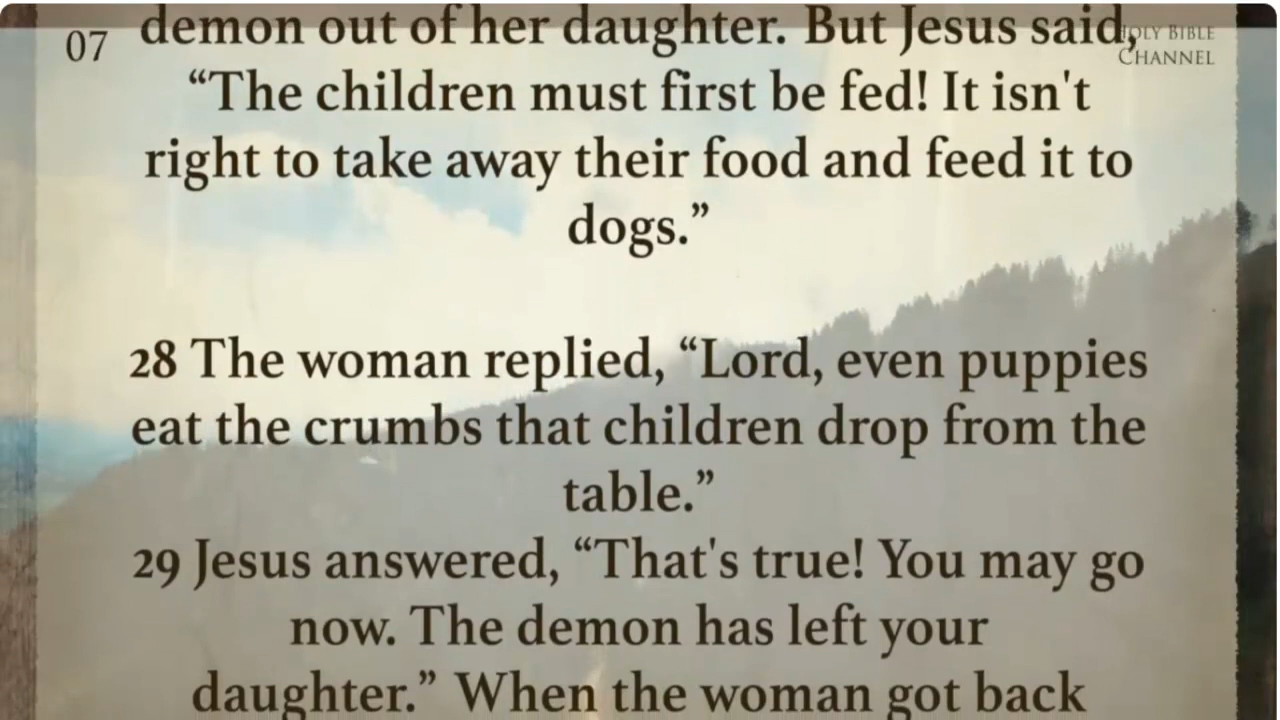 07
HOLY BIBLE
CHANNEL
demon out of her daughter. But Jesus said,
“The children must first be fed! It isn't
right to take away their food and feed it to
dogs.”
28 The woman replied, “Lord, even puppies
eat the crumbs that children drop from the
table.”
29 Jesus answered, “That's true! You may go
now. The demon has left your
daughter.” When the woman got back